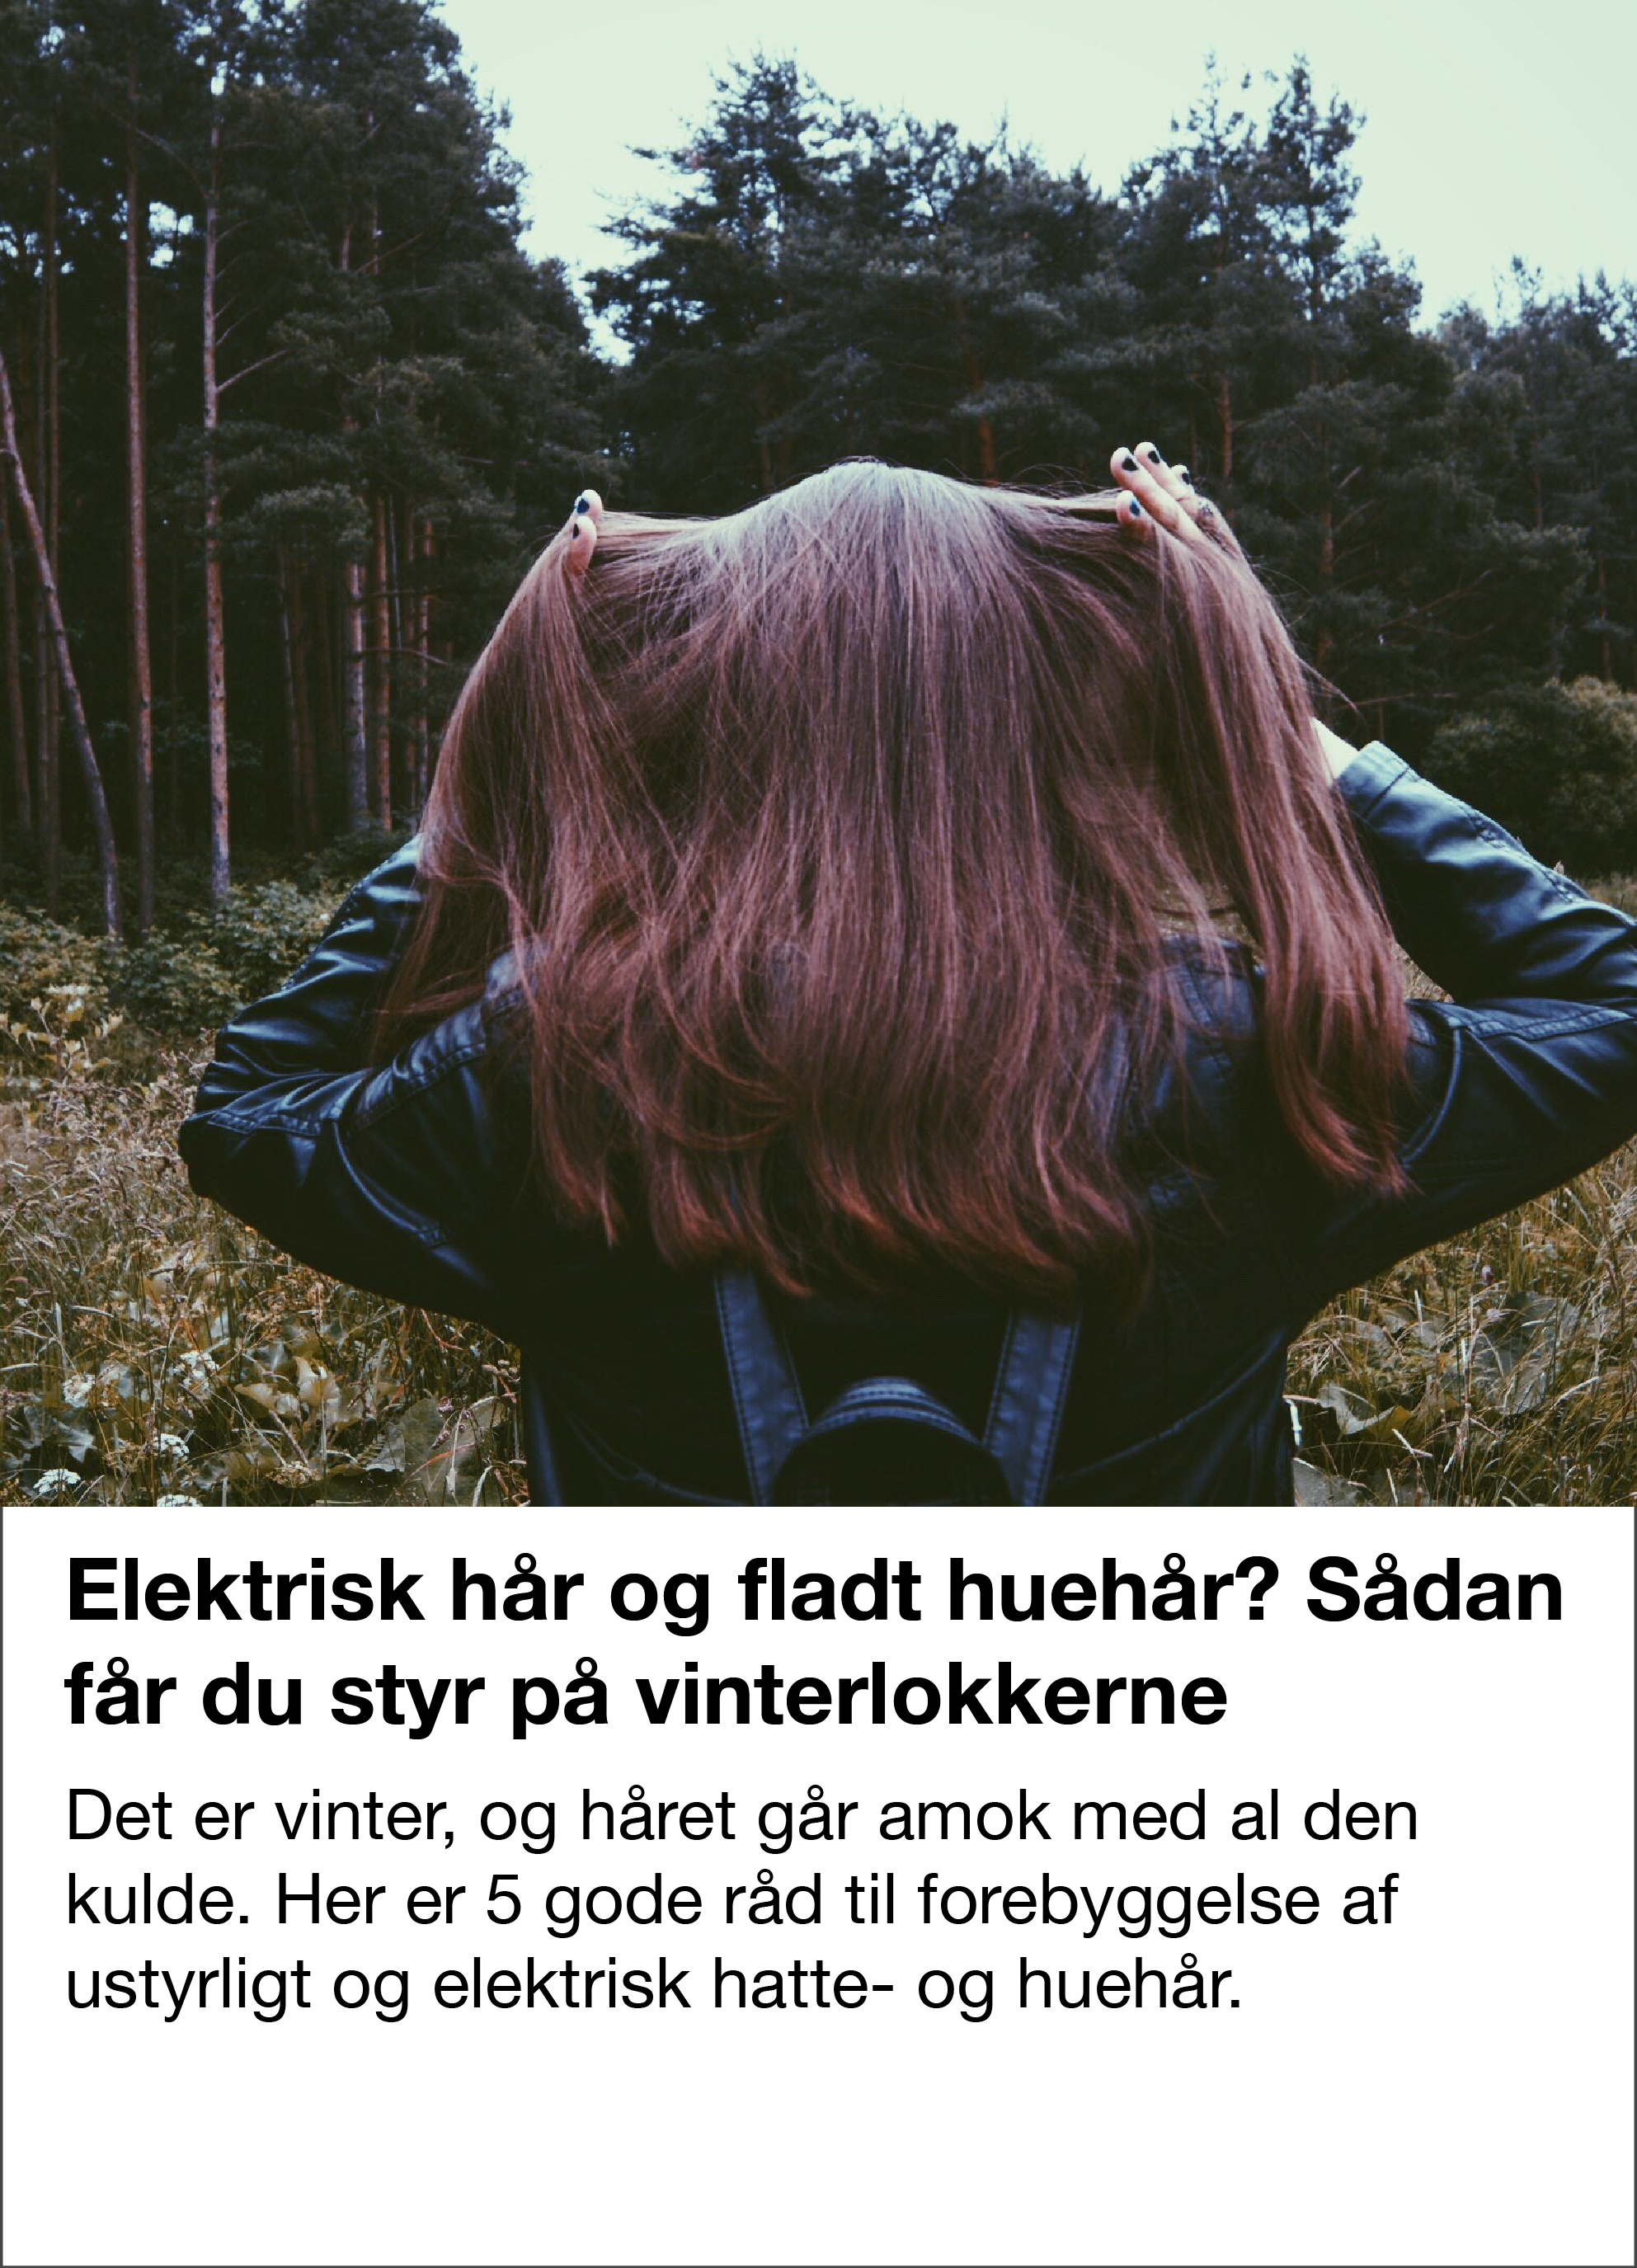 Elektrisk hår og fladt huehår? Sådan
får du styr på vinterlokkerne
Det er vinter, og håret går amok med al den
kulde. Her er 5 gode råd til forebyggelse af
ustyrligt og elektrisk hatte- og huehår.